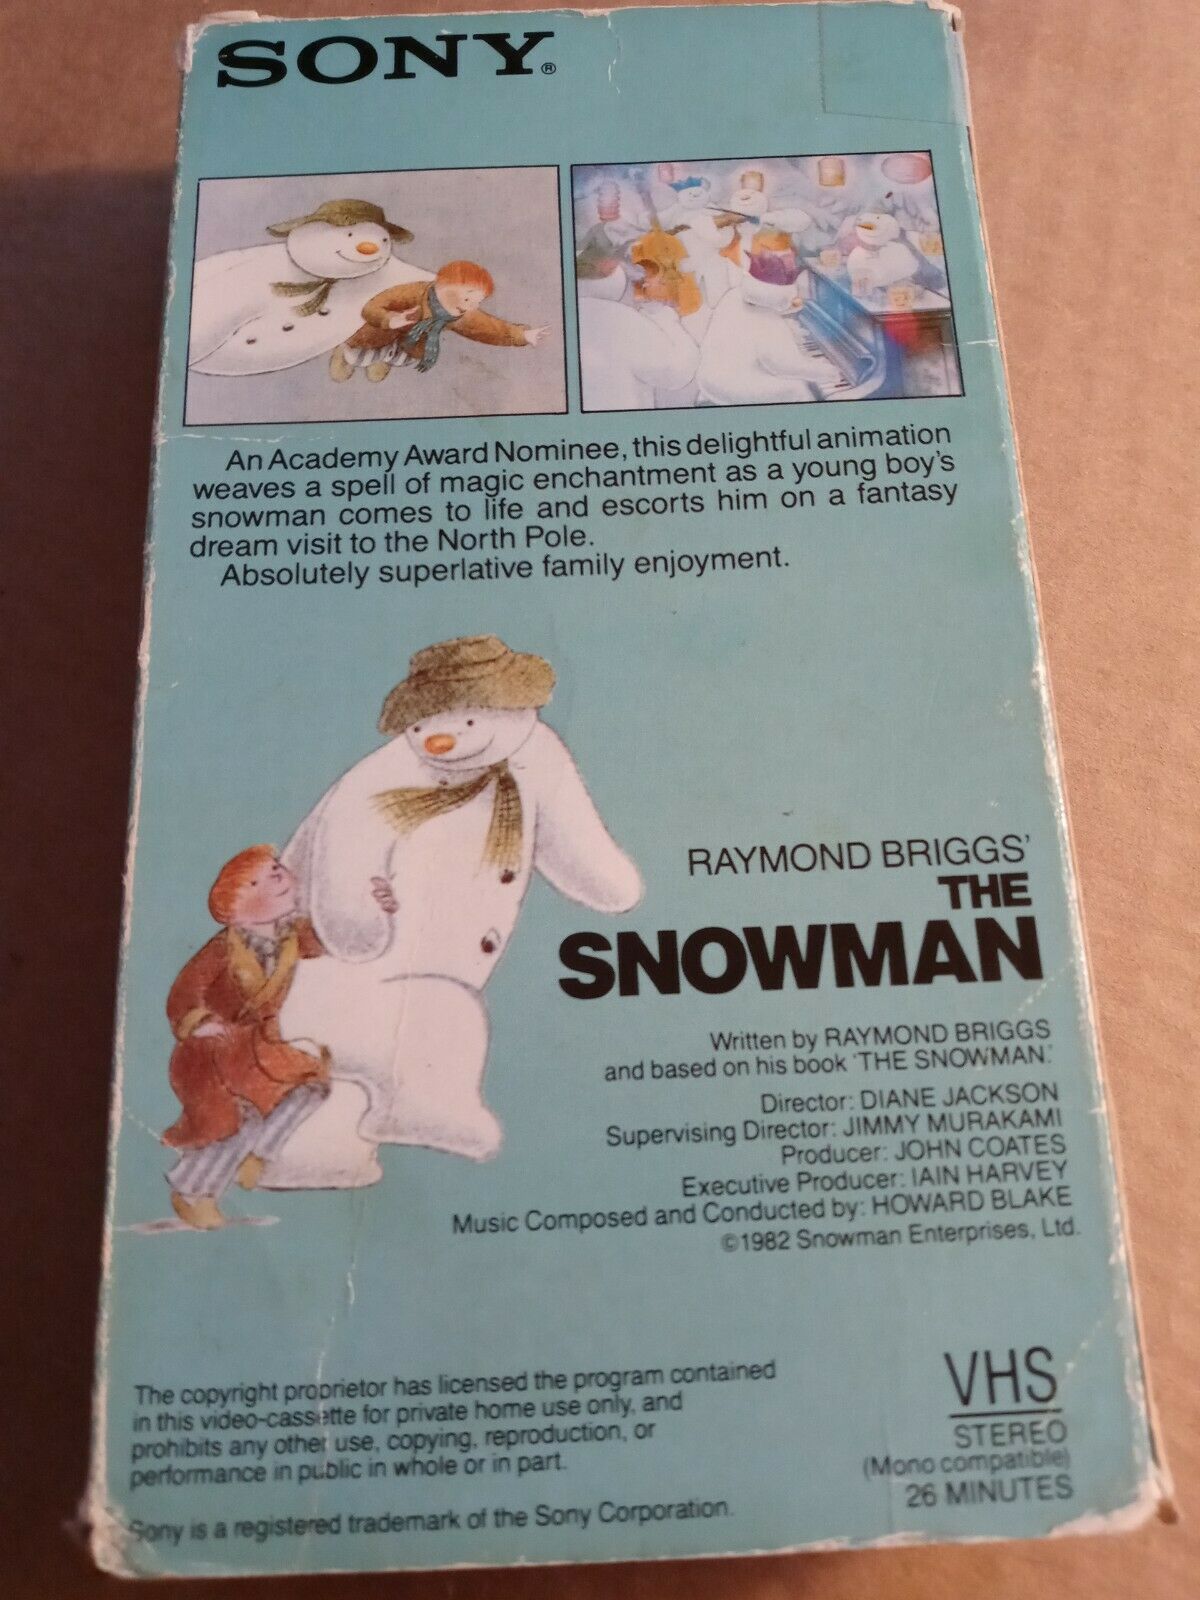 SONY®
An Academy Award Nominee, this delightful animation
weaves a spell of magic enchantment as a young boy's
snowman comes to life and escorts him on a fantasy
dream visit to the North Pole.
Absolutely superlative family enjoyment.
RAYMOND BRIGGS'
THE
SNOWMAN
Written by RAYMOND BRIGGS
and based on his book 'THE SNOWMAN.'
Director: DIANE JACKSON
Supervising Director: JIMMY MURAKAMI
Producer: JOHN COATES
Executive Producer: IAIN HARVEY
Music Composed and Conducted by: HOWARD BLAKE
©1982 Snowman Enterprises, Ltd.
The copyright proprietor has licensed the program contained
in this video-cassette for private home use only, and
prohibits any other use, copying, reproduction, or
performance in public in whole or in part.
Sony is a registered trademark of the Sony Corporation.
VHS
STEREO
(Mono compatible)
26 MINUTES